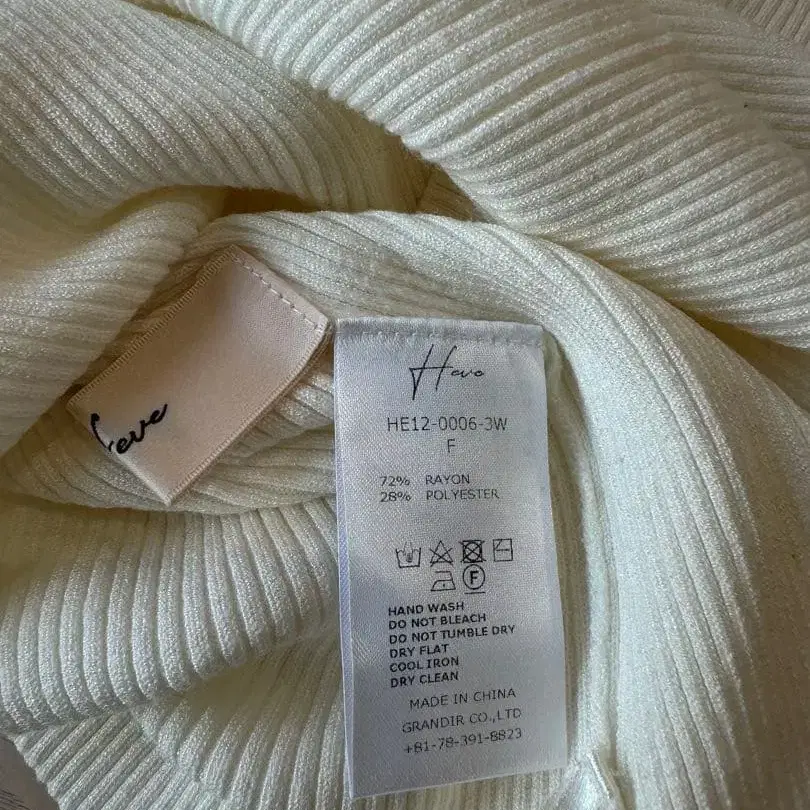 Heve
HE12-0006-3W
F
72% RAYON
28% POLYESTER
F
HAND WASH
DO NOT BLEACH
DO NOT TUMBLE DRY
DRY FLAT
COOL IRON
DRY CLEAN
MADE IN CHINA
GRANDIR CO.,LTD
+81-78-391-8823